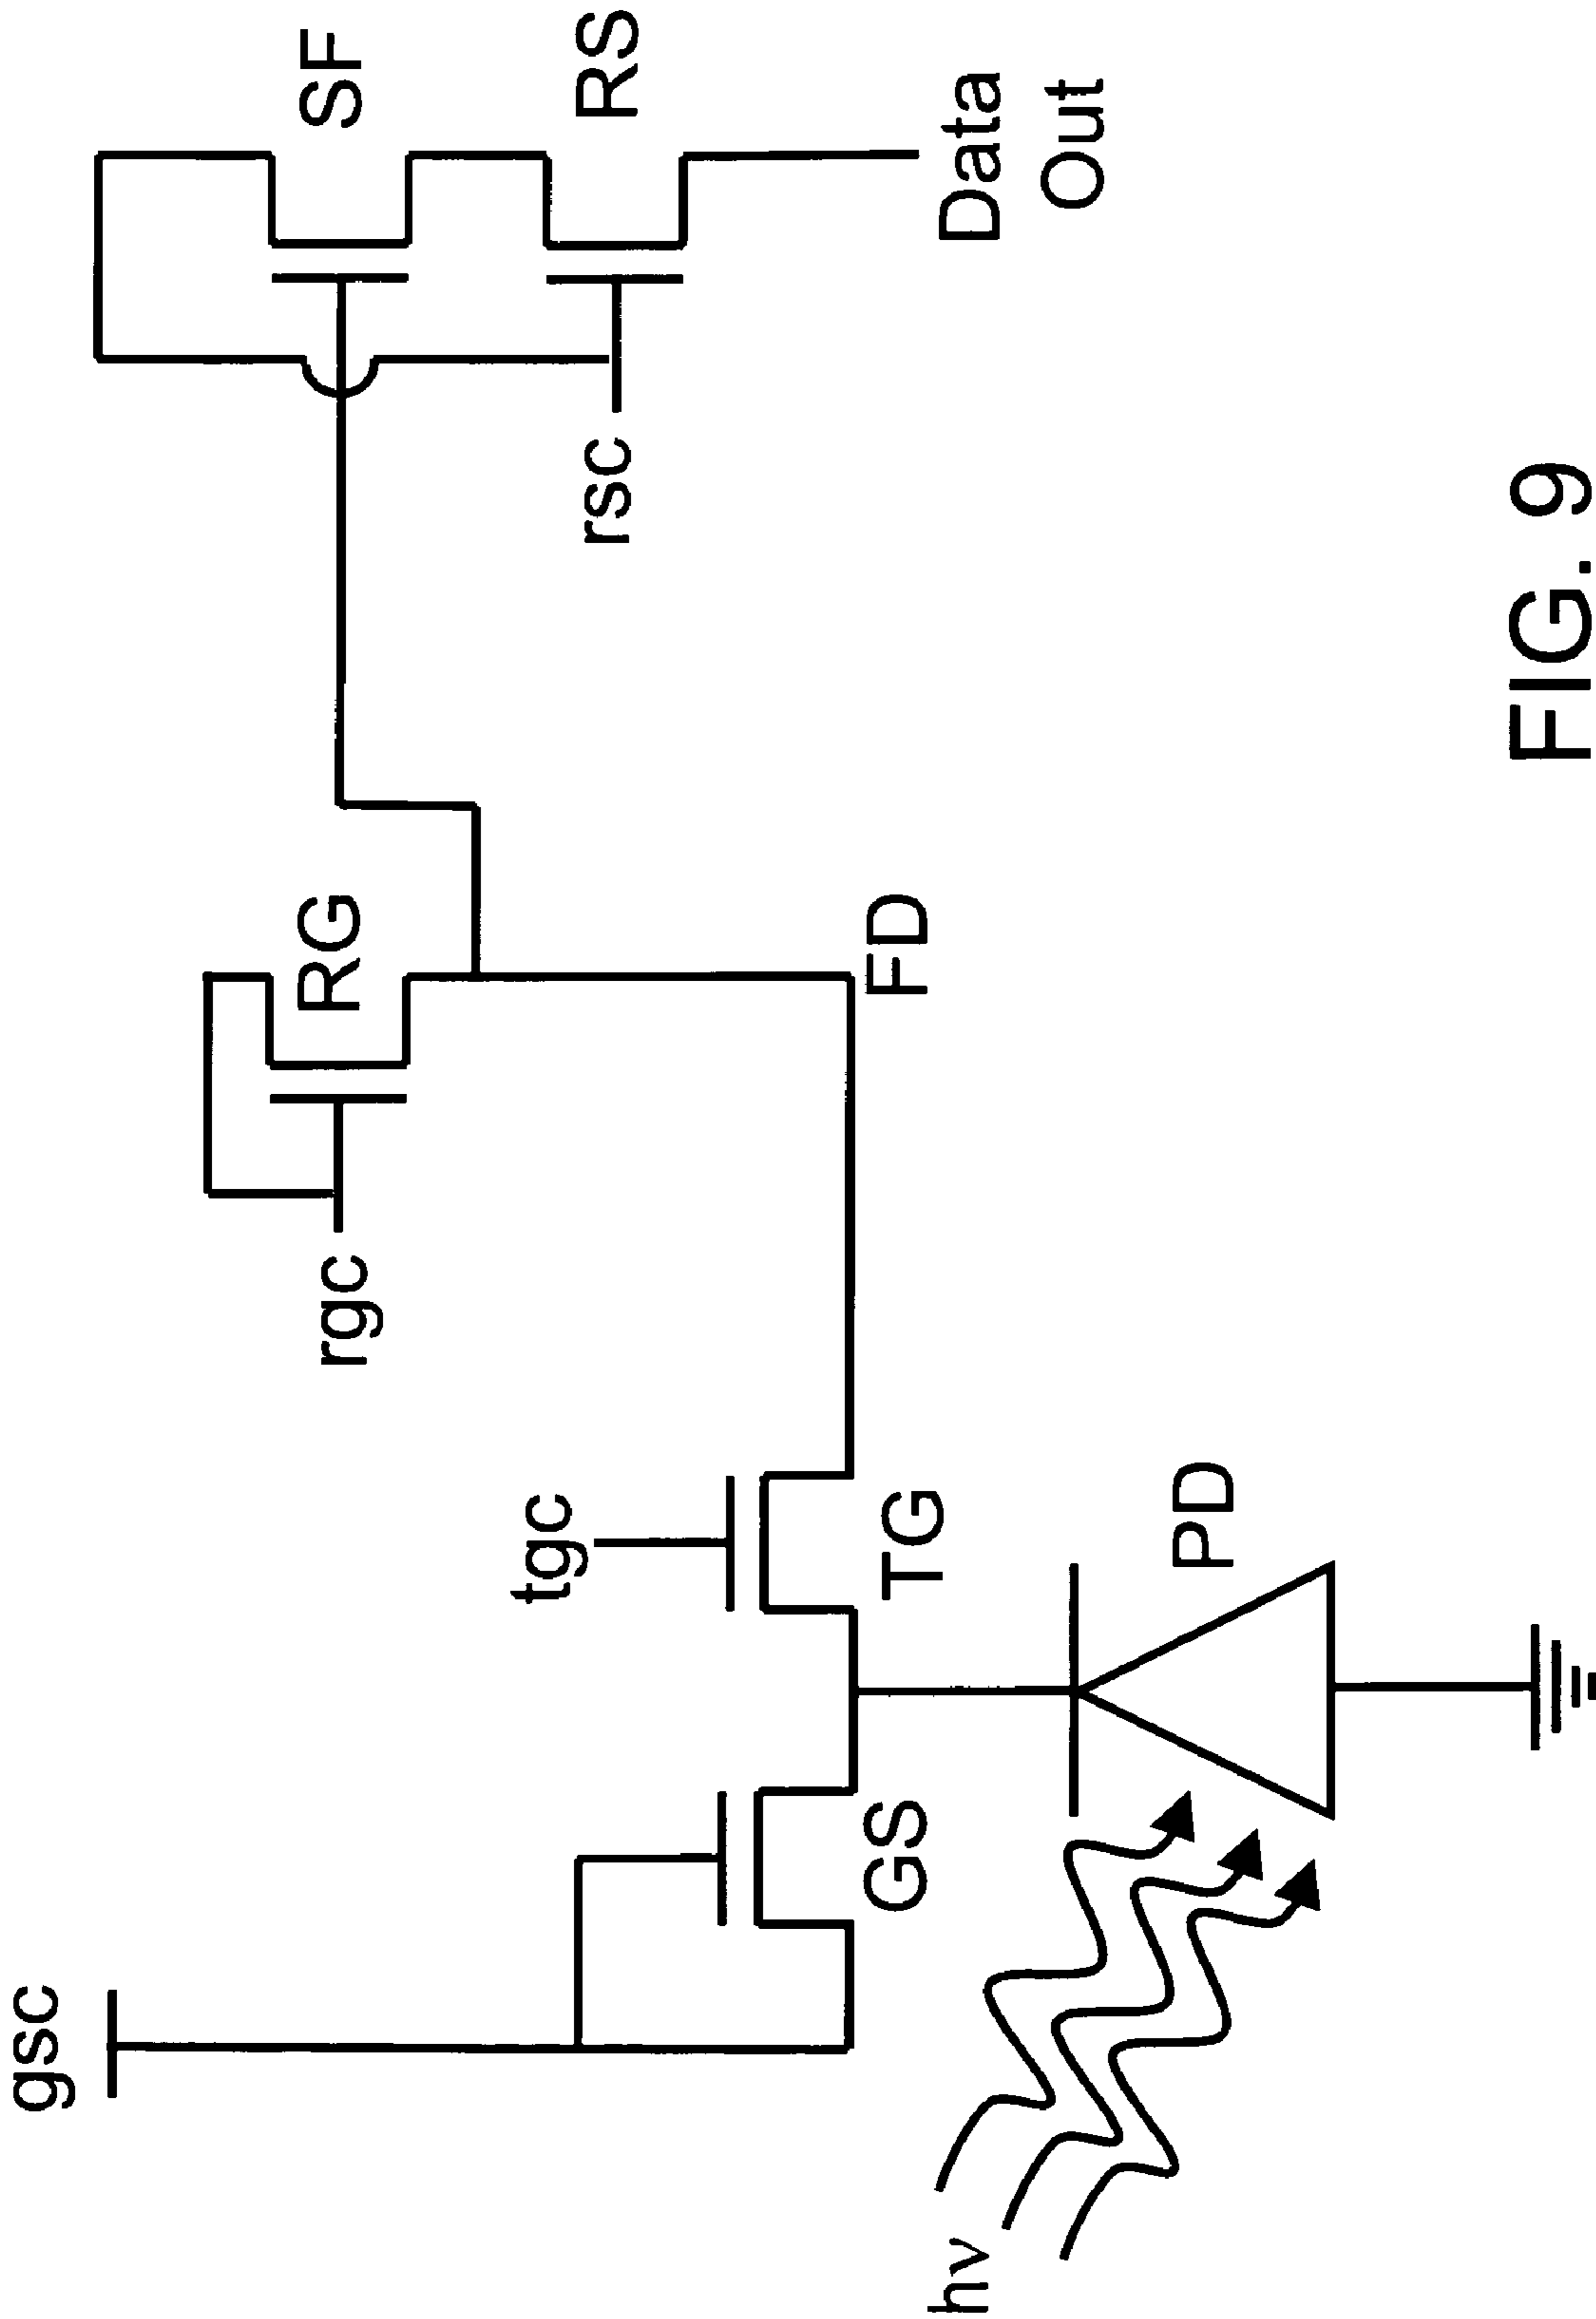 gsc
SF
RG
rgc
RS
rsc
tgc
FD
TG
GS
Data
Out
PD
hν
FIG. 9